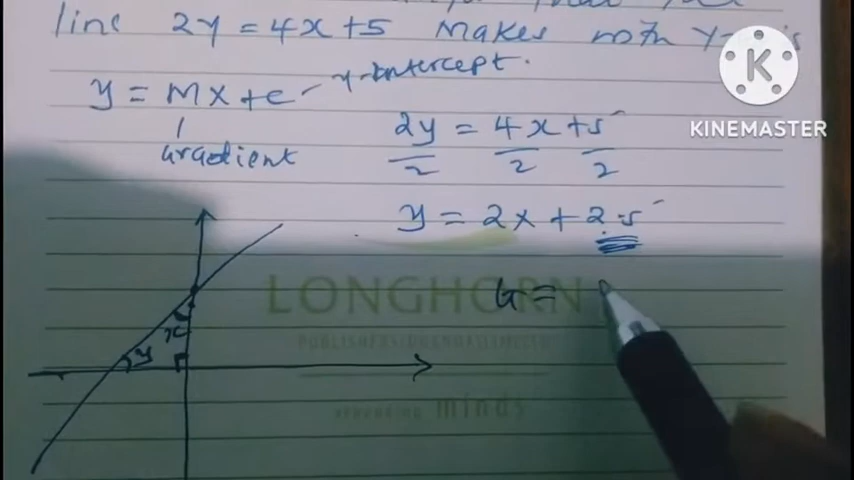 line 2y = 4x + 5 makes with y-
y = mx + c y-intercept.
gradient
2y = 4x + 5
2 2 2
y = 2x + 2.5
G =
x
y
LONGHORN
PUBLISHERS
minds
K
KINEMASTER